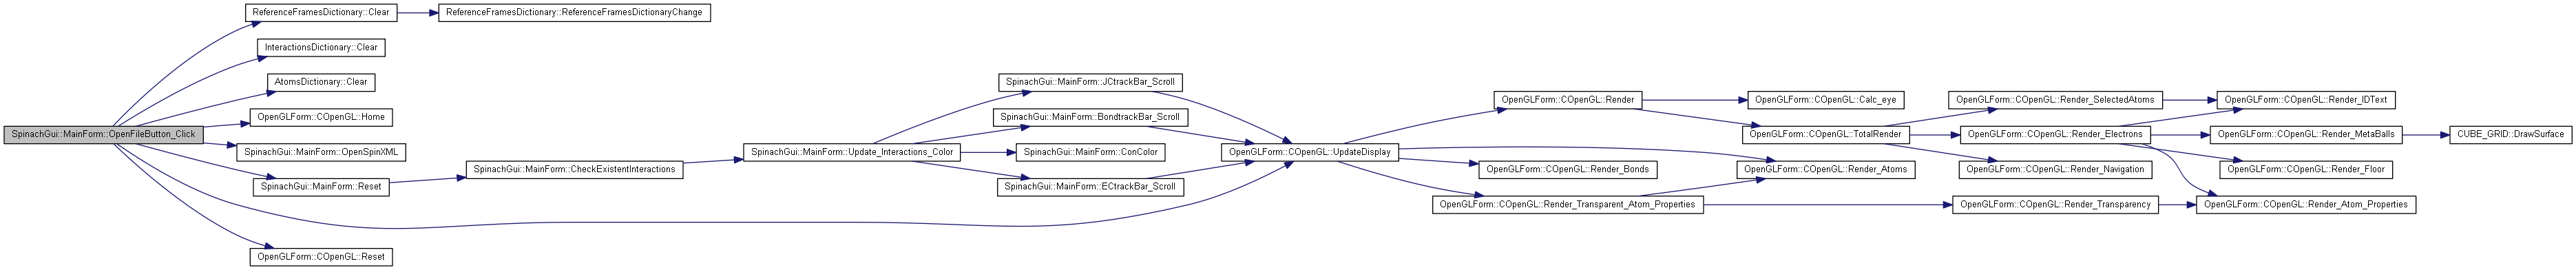 SpinachGui::MainForm::OpenFileButton_Click
ReferenceFramesDictionary::Clear
ReferenceFramesDictionary::ReferenceFramesDictionaryChange
InteractionsDictionary::Clear
AtomsDictionary::Clear
OpenGLForm::COpenGL::Home
SpinachGui::MainForm::OpenSpinXML
SpinachGui::MainForm::Reset
OpenGLForm::COpenGL::Reset
SpinachGui::MainForm::CheckExistentInteractions
SpinachGui::MainForm::Update_Interactions_Color
SpinachGui::MainForm::JCtrackBar_Scroll
SpinachGui::MainForm::BondtrackBar_Scroll
SpinachGui::MainForm::ConColor
SpinachGui::MainForm::ECtrackBar_Scroll
OpenGLForm::COpenGL::UpdateDisplay
OpenGLForm::COpenGL::Render
OpenGLForm::COpenGL::Render_Bonds
OpenGLForm::COpenGL::Render_Transparent_Atom_Properties
OpenGLForm::COpenGL::Calc_eye
OpenGLForm::COpenGL::TotalRender
OpenGLForm::COpenGL::Render_Atoms
OpenGLForm::COpenGL::Render_SelectedAtoms
OpenGLForm::COpenGL::Render_Electrons
OpenGLForm::COpenGL::Render_Navigation
OpenGLForm::COpenGL::Render_Transparency
OpenGLForm::COpenGL::Render_IDText
OpenGLForm::COpenGL::Render_MetaBalls
OpenGLForm::COpenGL::Render_Floor
OpenGLForm::COpenGL::Render_Atom_Properties
CUBE_GRID::DrawSurface